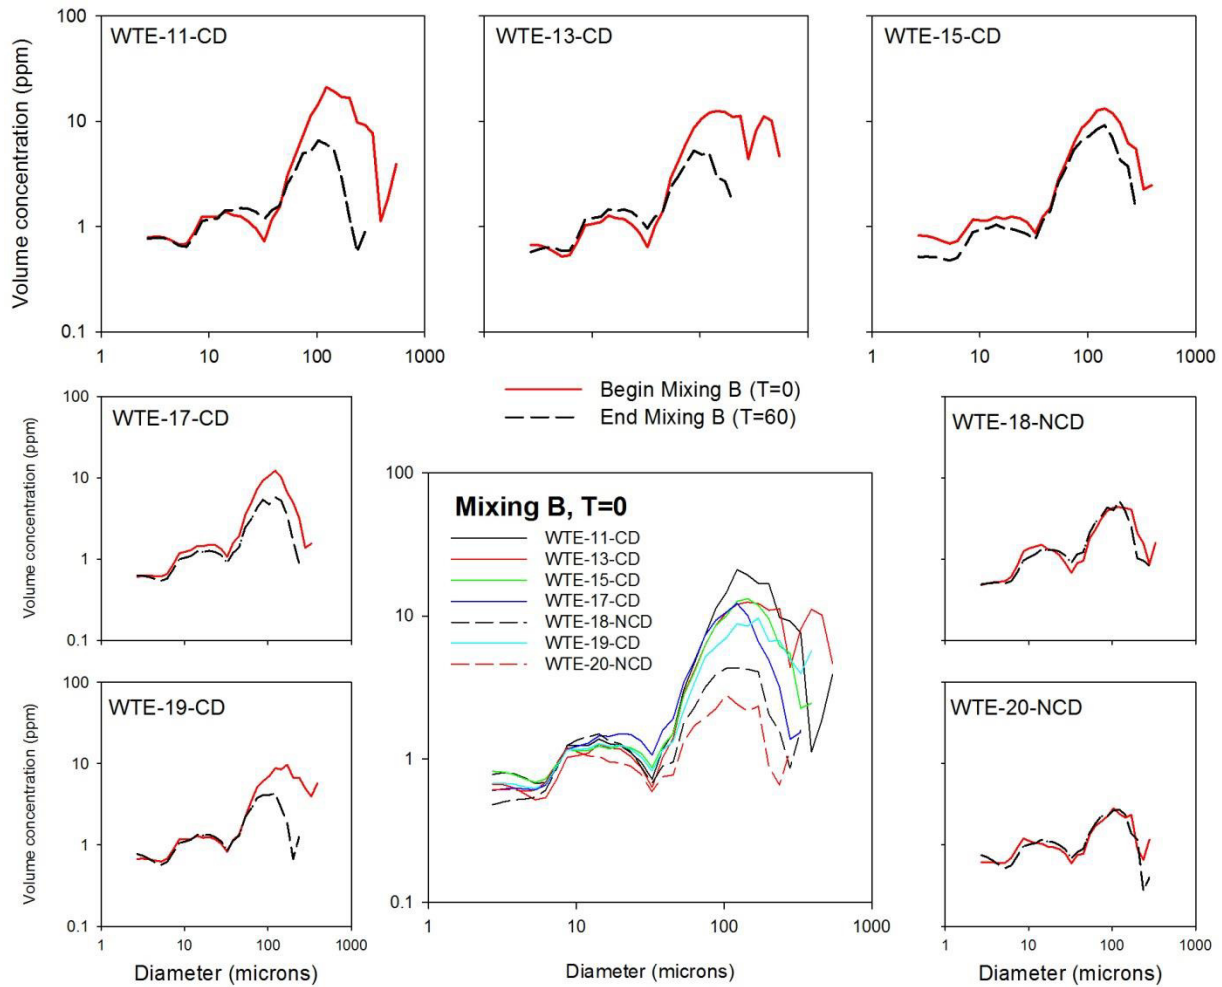 WTE-11-CD
WTE-13-CD
WTE-15-CD
Volume concentration (ppm)
100
10
1
0.1
1
10
100
1000
1
10
100
1000
Begin Mixing B (T=0)
End Mixing B (T=60)
WTE-17-CD
Volume concentration (ppm)
100
10
1
0.1
WTE-18-NCD
Mixing B, T=0
WTE-11-CD
WTE-13-CD
WTE-15-CD
WTE-17-CD
WTE-18-NCD
WTE-19-CD
WTE-20-NCD
100
10
1
0.1
1
10
100
1000
Diameter (microns)
WTE-19-CD
Volume concentration (ppm)
100
10
1
0.1
1
10
100
1000
Diameter (microns)
WTE-20-NCD
1
10
100
1000
Diameter (microns)